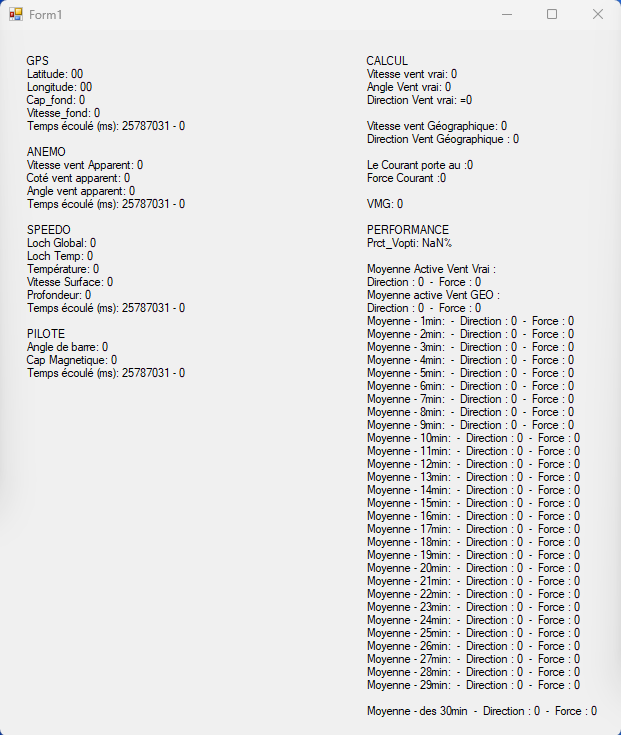 Form1
GPS
Latitude: 00
Longitude: 00
Cap_fond: 0
Vitesse_fond: 0
Temps écoulé (ms): 25787031 - 0
ANEMO
Vitesse vent Apparent: 0
Coté vent apparent: 0
Angle vent apparent: 0
Temps écoulé (ms): 25787031 - 0
SPEEDO
Loch Global: 0
Loch Temp: 0
Température: 0
Vitesse Surface: 0
Profondeur: 0
Temps écoulé (ms): 25787031 - 0
PILOTE
Angle de barre: 0
Cap Magnetique: 0
Temps écoulé (ms): 25787031 - 0
CALCUL
Vitesse vent vrai: 0
Angle Vent vrai: 0
Direction Vent vrai: =0
Vitesse vent Géographique: 0
Direction Vent Géographique : 0
Le Courant porte au :0
Force Courant :0
VMG: 0
PERFORMANCE
Prct_Vopti: NaN%
Moyenne Active Vent Vrai :
Direction : 0 - Force : 0
Moyenne active Vent GEO :
Direction : 0 - Force : 0
Moyenne - 1min: - Direction : 0 - Force : 0
Moyenne - 2min: - Direction : 0 - Force : 0
Moyenne - 3min: - Direction : 0 - Force : 0
Moyenne - 4min: - Direction : 0 - Force : 0
Moyenne - 5min: - Direction : 0 - Force : 0
Moyenne - 6min: - Direction : 0 - Force : 0
Moyenne - 7min: - Direction : 0 - Force : 0
Moyenne - 8min: - Direction : 0 - Force : 0
Moyenne - 9min: - Direction : 0 - Force : 0
Moyenne - 10min: - Direction : 0 - Force : 0
Moyenne - 11min: - Direction : 0 - Force : 0
Moyenne - 12min: - Direction : 0 - Force : 0
Moyenne - 13min: - Direction : 0 - Force : 0
Moyenne - 14min: - Direction : 0 - Force : 0
Moyenne - 15min: - Direction : 0 - Force : 0
Moyenne - 16min: - Direction : 0 - Force : 0
Moyenne - 17min: - Direction : 0 - Force : 0
Moyenne - 18min: - Direction : 0 - Force : 0
Moyenne - 19min: - Direction : 0 - Force : 0
Moyenne - 20min: - Direction : 0 - Force : 0
Moyenne - 21min: - Direction : 0 - Force : 0
Moyenne - 22min: - Direction : 0 - Force : 0
Moyenne - 23min: - Direction : 0 - Force : 0
Moyenne - 24min: - Direction : 0 - Force : 0
Moyenne - 25min: - Direction : 0 - Force : 0
Moyenne - 26min: - Direction : 0 - Force : 0
Moyenne - 27min: - Direction : 0 - Force : 0
Moyenne - 28min: - Direction : 0 - Force : 0
Moyenne - 29min: - Direction : 0 - Force : 0
Moyenne - des 30min - Direction : 0 - Force : 0